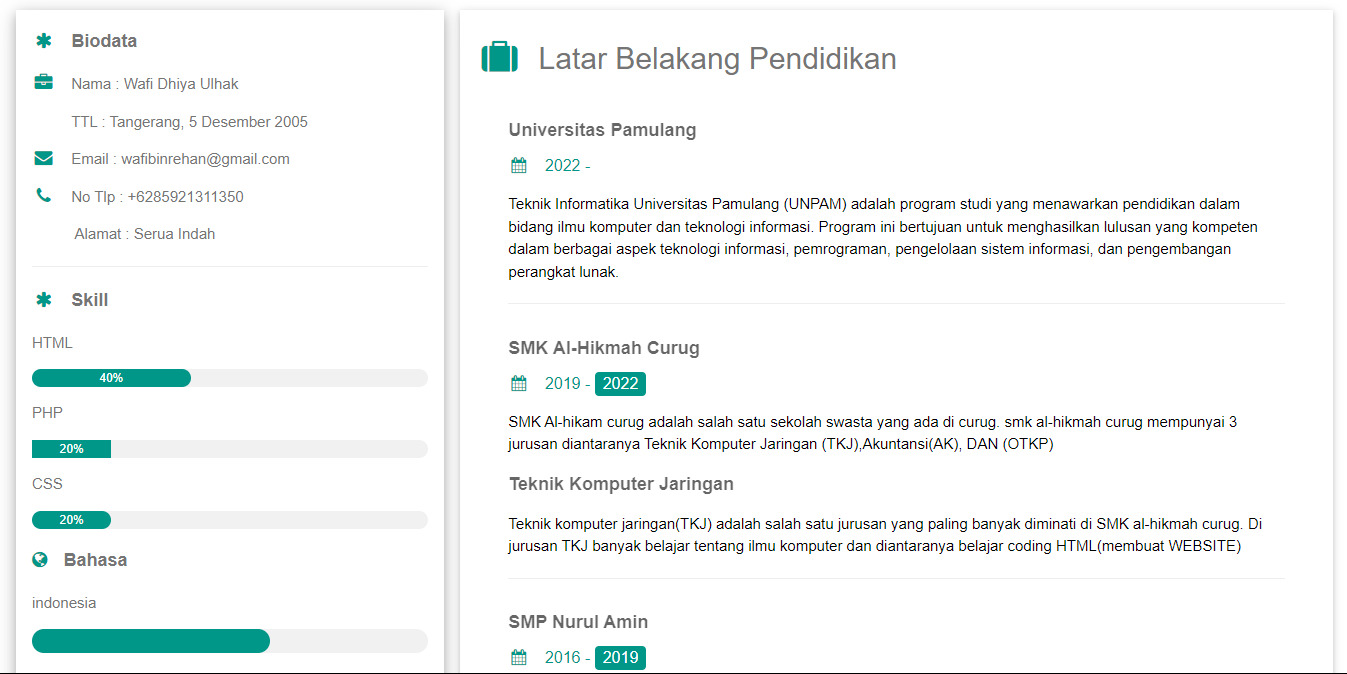 Biodata
Nama : Wafi Dhiya Ulhak
TTL : Tangerang, 5 Desember 2005
Email : wafibinrehan@gmail.com
No Tlp : +6285921311350
Alamat : Serua Indah
Skill
HTML
40%
PHP
20%
CSS
20%
Bahasa
indonesia
Latar Belakang Pendidikan
Universitas Pamulang
2022 -
Teknik Informatika Universitas Pamulang (UNPAM) adalah program studi yang menawarkan pendidikan dalam
bidang ilmu komputer dan teknologi informasi. Program ini bertujuan untuk menghasilkan lulusan yang kompeten
dalam berbagai aspek teknologi informasi, pemrograman, pengelolaan sistem informasi, dan pengembangan
perangkat lunak.
SMK Al-Hikmah Curug
2019 - 2022
SMK Al-hikam curug adalah salah satu sekolah swasta yang ada di curug. smk al-hikmah curug mempunyai 3
jurusan diantaranya Teknik Komputer Jaringan (TKJ),Akuntansi(AK), DAN (OTKP)
Teknik Komputer Jaringan
Teknik komputer jaringan(TKJ) adalah salah satu jurusan yang paling banyak diminati di SMK al-hikmah curug. Di
jurusan TKJ banyak belajar tentang ilmu komputer dan diantaranya belajar coding HTML(membuat WEBSITE)
SMP Nurul Amin
2016 - 2019